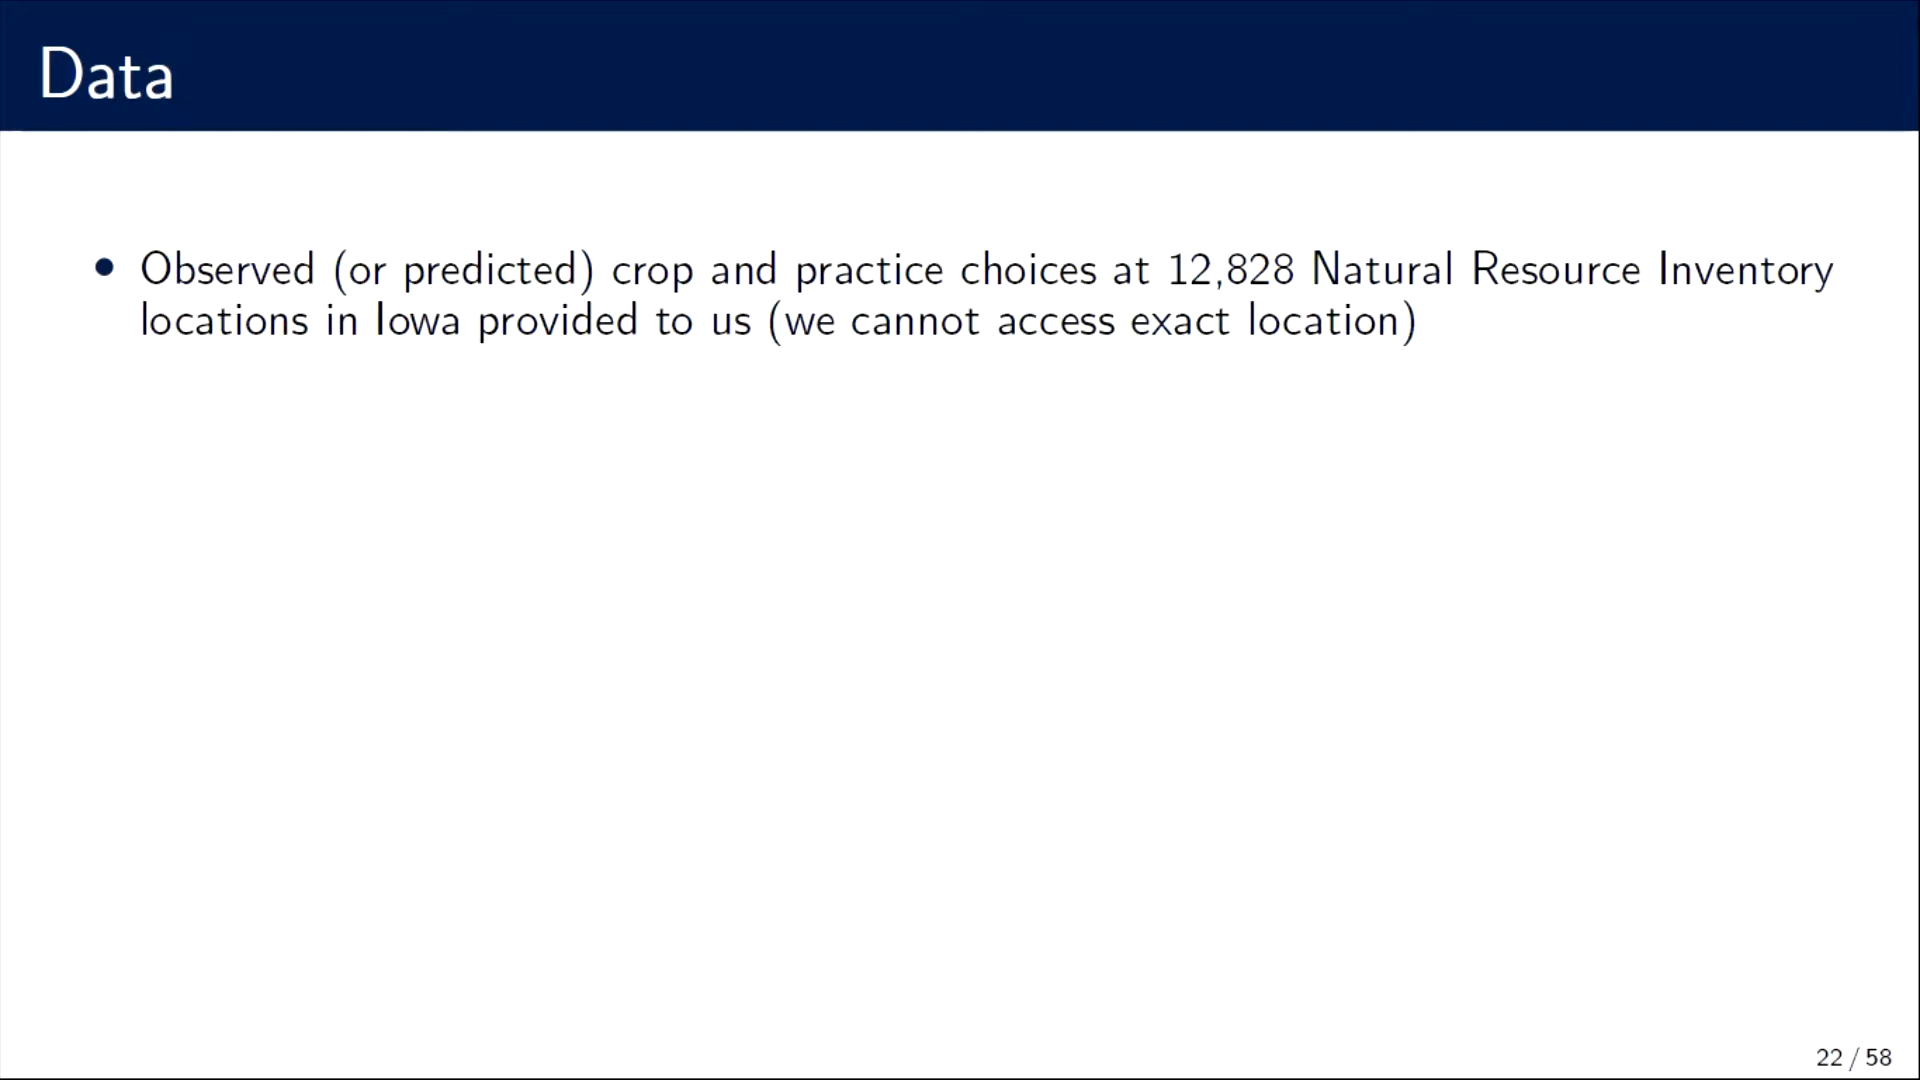 Data
• Observed (or predicted) crop and practice choices at 12,828 Natural Resource Inventory
locations in Iowa provided to us (we cannot access exact location)
22 / 58